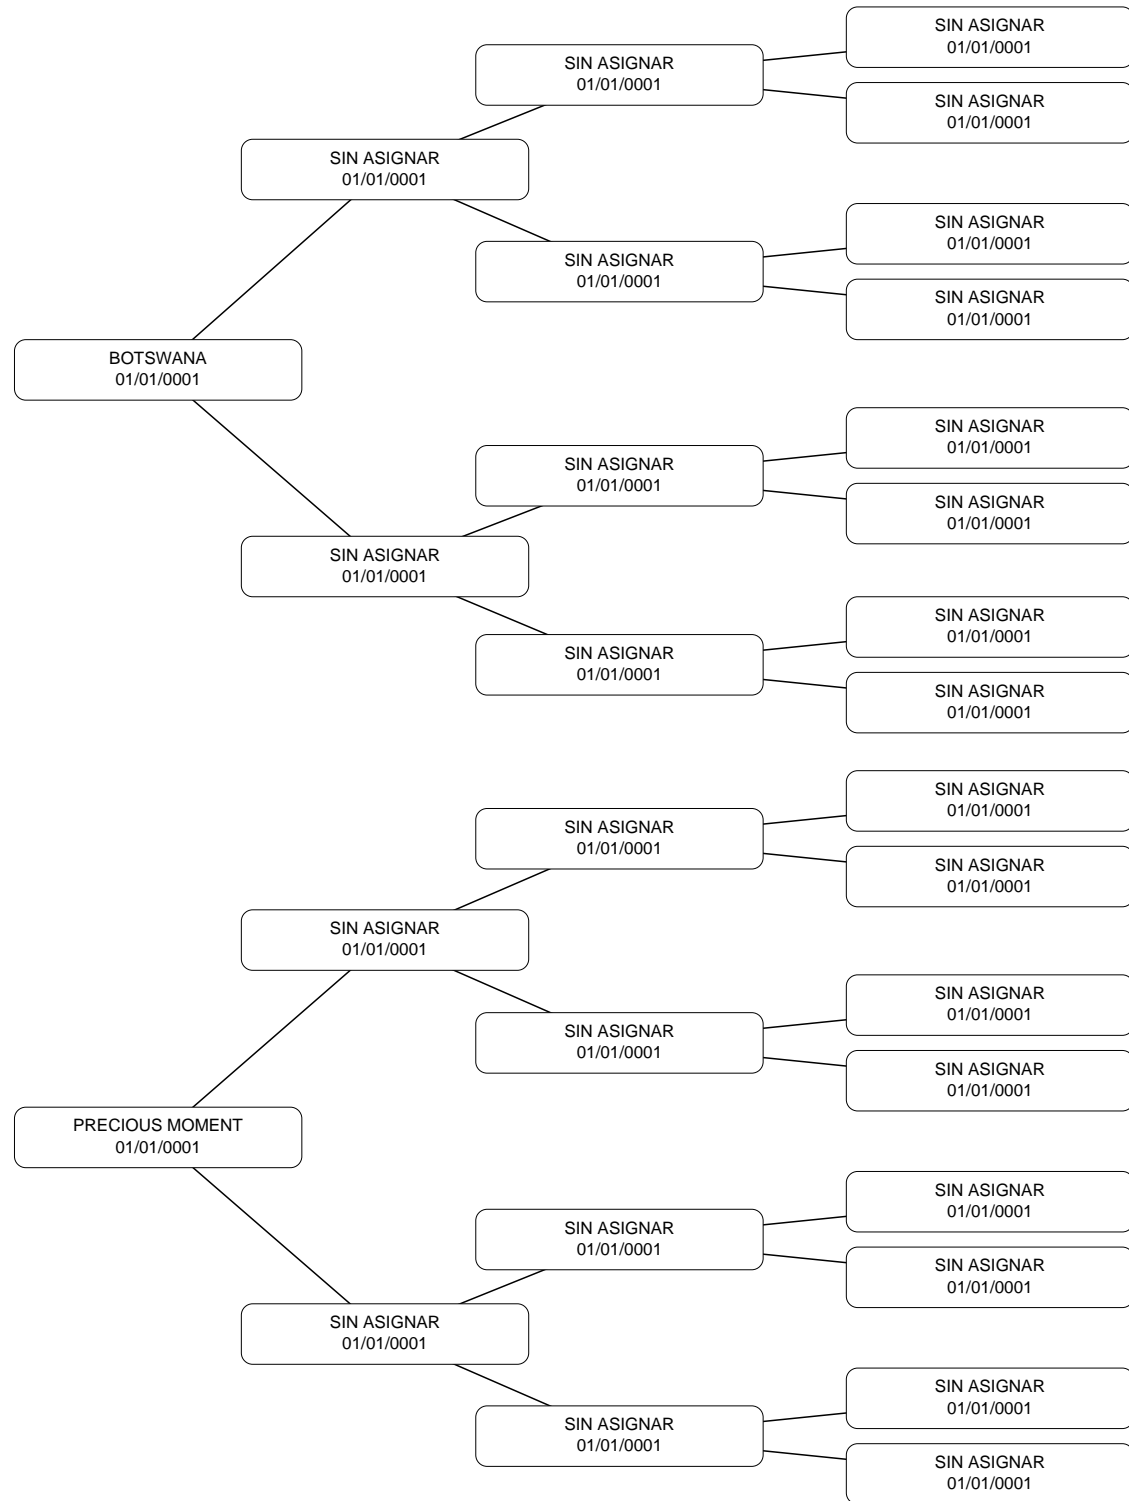 SIN ASIGNAR
01/01/0001
SIN ASIGNAR
01/01/0001
SIN ASIGNAR
01/01/0001
SIN ASIGNAR
01/01/0001
SIN ASIGNAR
01/01/0001
SIN ASIGNAR
01/01/0001
SIN ASIGNAR
01/01/0001
BOTSWANA
01/01/0001
SIN ASIGNAR
01/01/0001
SIN ASIGNAR
01/01/0001
SIN ASIGNAR
01/01/0001
SIN ASIGNAR
01/01/0001
SIN ASIGNAR
01/01/0001
SIN ASIGNAR
01/01/0001
SIN ASIGNAR
01/01/0001
SIN ASIGNAR
01/01/0001
SIN ASIGNAR
01/01/0001
SIN ASIGNAR
01/01/0001
SIN ASIGNAR
01/01/0001
SIN ASIGNAR
01/01/0001
SIN ASIGNAR
01/01/0001
SIN ASIGNAR
01/01/0001
PRECIOUS MOMENT
01/01/0001
SIN ASIGNAR
01/01/0001
SIN ASIGNAR
01/01/0001
SIN ASIGNAR
01/01/0001
SIN ASIGNAR
01/01/0001
SIN ASIGNAR
01/01/0001
SIN ASIGNAR
01/01/0001
SIN ASIGNAR
01/01/0001